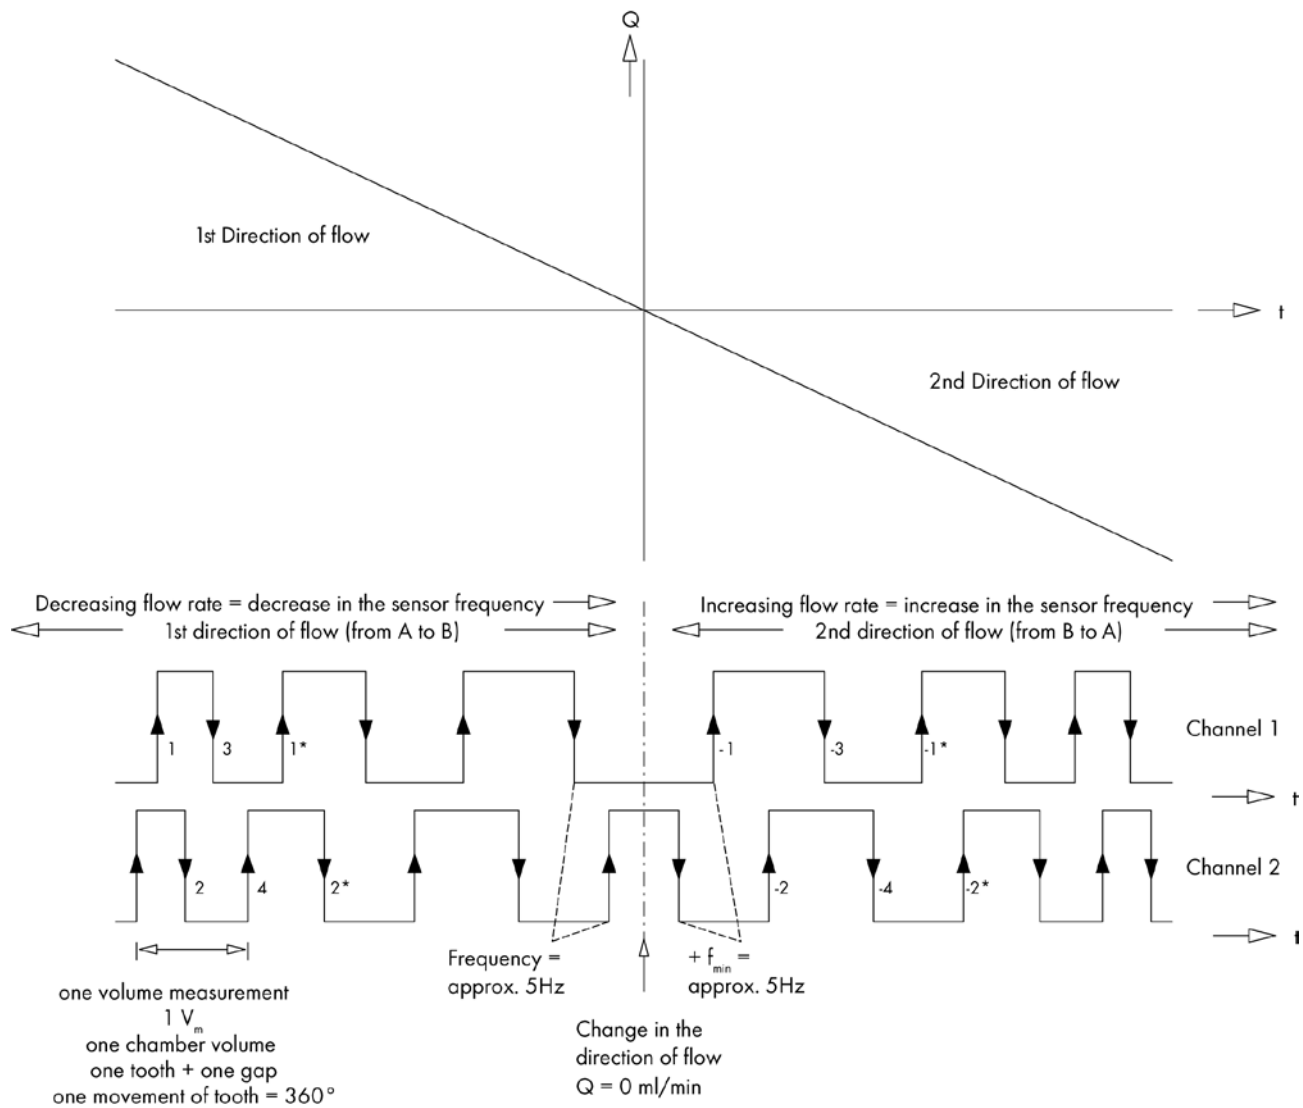 Q
1st Direction of flow
t
2nd Direction of flow
Decreasing flow rate = decrease in the sensor frequency
1st direction of flow (from A to B)
Increasing flow rate = increase in the sensor frequency
2nd direction of flow (from B to A)
1 3 1* -1 -3 -1* Channel 1
t
2 4 2* -2 -4 -2* Channel 2
t
Frequency =
approx. 5Hz
+ f_min =
approx. 5Hz
one volume measurement
1 V_m
one chamber volume
one tooth + one gap
one movement of tooth = 360°
Change in the
direction of flow
Q = 0 ml/min